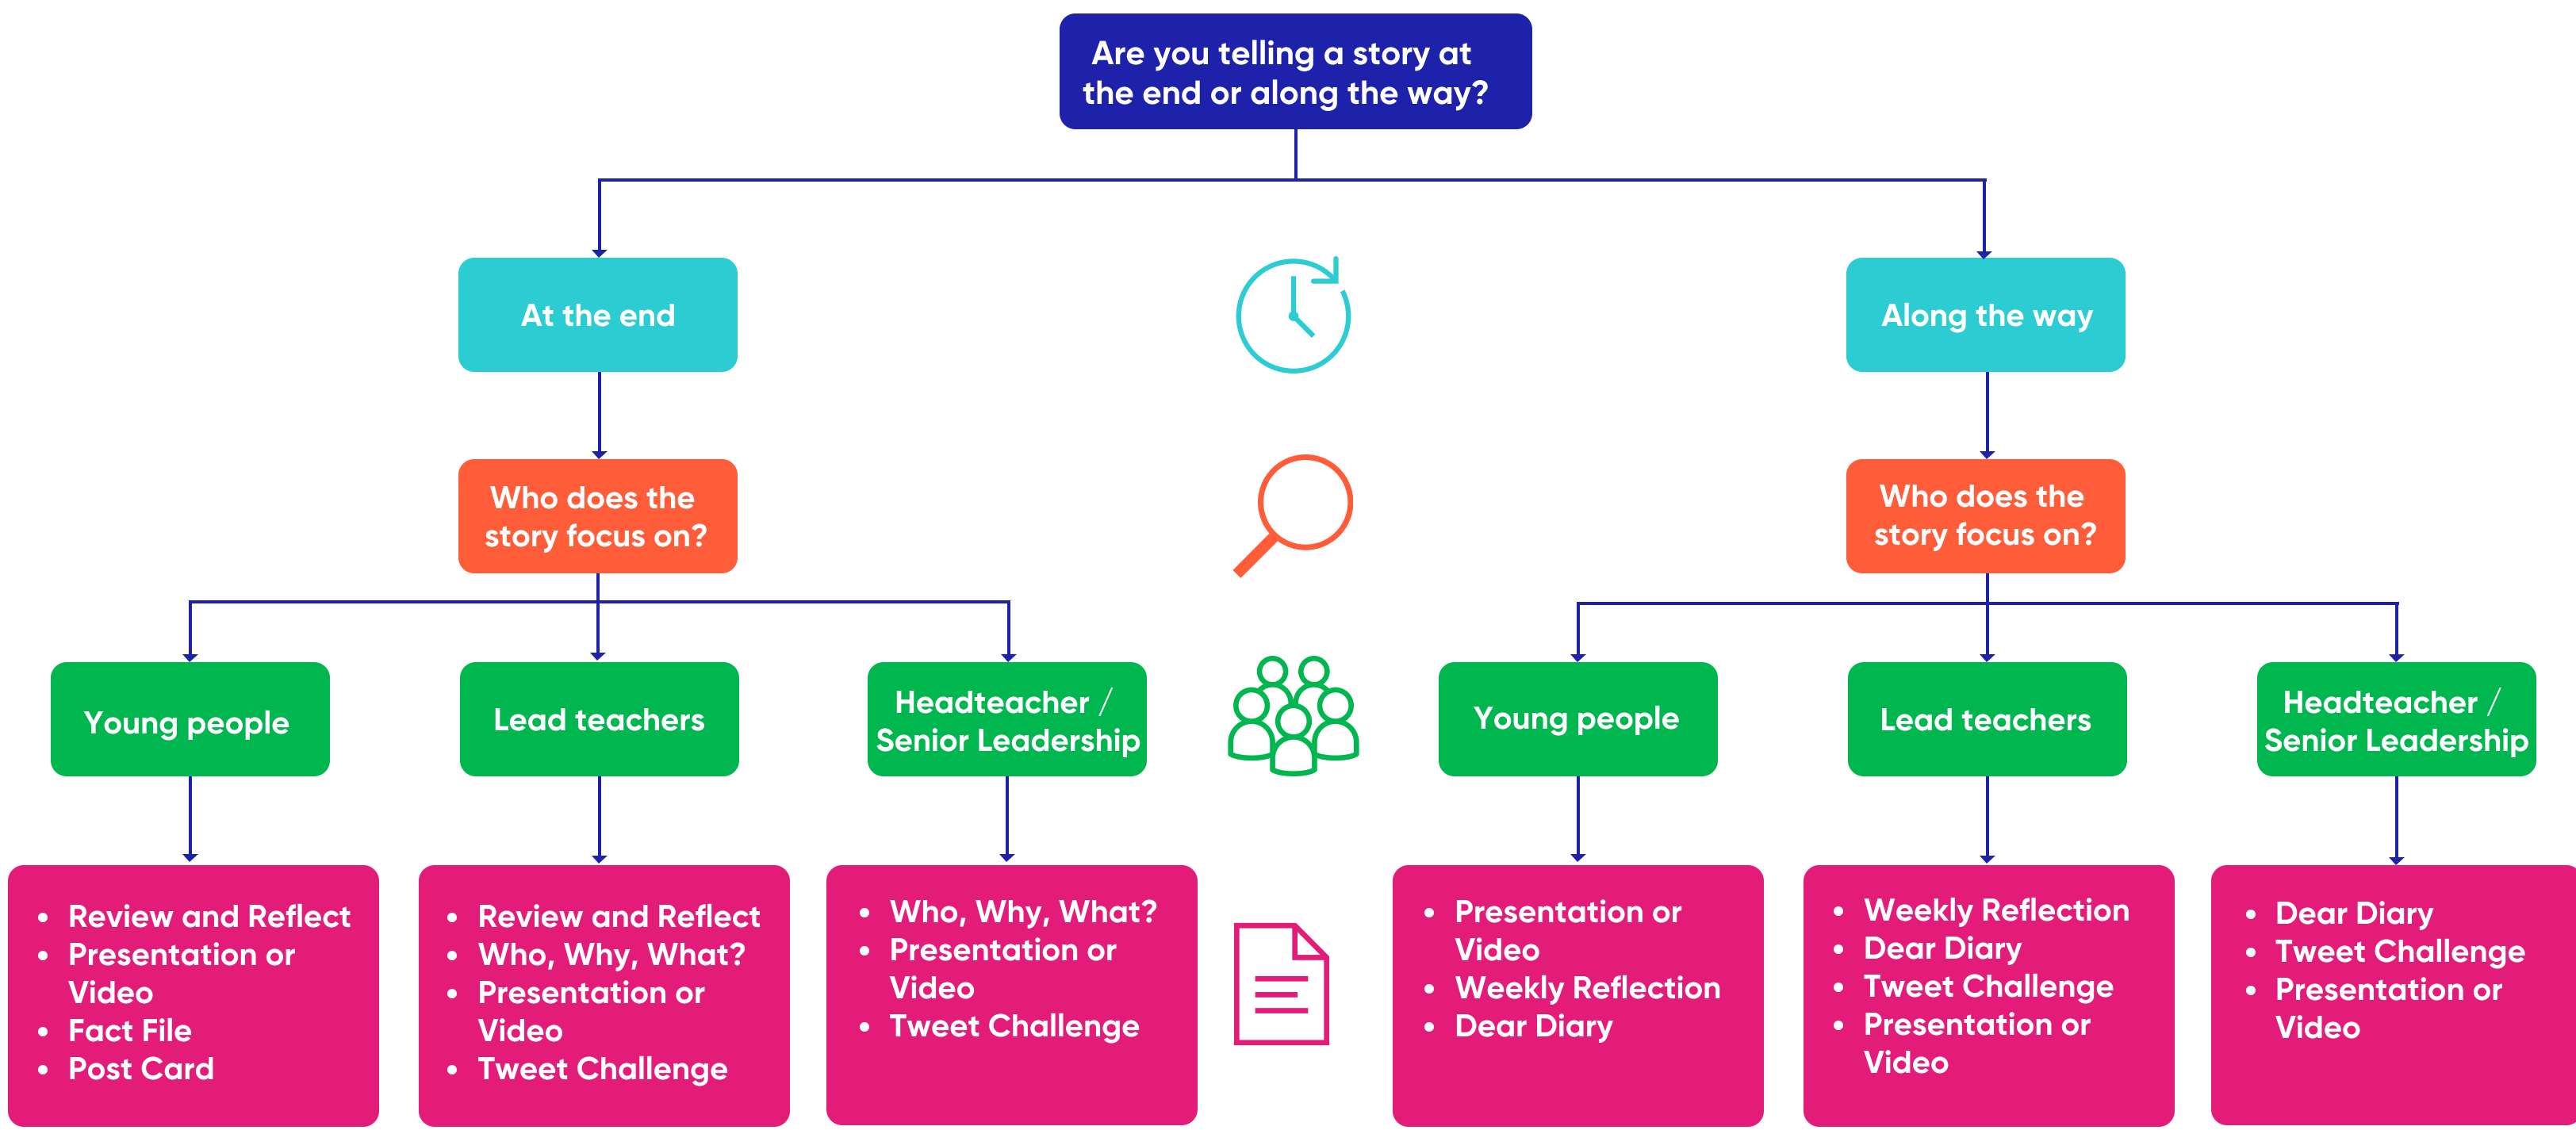 Are you telling a story at
the end or along the way?
At the end
Along the way
Who does the
story focus on?
Who does the
story focus on?
Young people
Lead teachers
Headteacher /
Senior Leadership
Young people
Lead teachers
Headteacher /
Senior Leadership
• Review and Reflect
• Presentation or
Video
• Fact File
• Post Card
• Review and Reflect
• Who, Why, What?
• Presentation or
Video
• Tweet Challenge
• Who, Why, What?
• Presentation or
Video
• Tweet Challenge
• Presentation or
Video
• Weekly Reflection
• Dear Diary
• Weekly Reflection
• Dear Diary
• Tweet Challenge
• Presentation or
Video
• Dear Diary
• Tweet Challenge
• Presentation or
Video